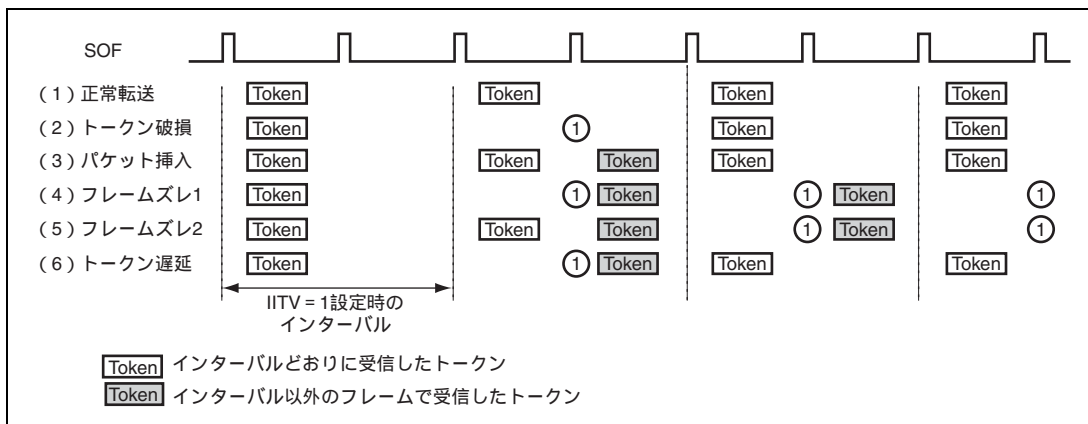 SOF
(1)正常転送 Token Token Token Token
(2)トークン破損 Token 1 Token Token
(3)パケット挿入 Token Token Token Token Token
(4)フレームズレ1 Token 1 Token 1 Token 1
(5)フレームズレ2 Token Token Token 1 Token 1
(6)トークン遅延 Token 1 Token Token Token
IITV = 1設定時の
インターバル
Token インターバルどおりに受信したトークン
Token インターバル以外のフレームで受信したトークン